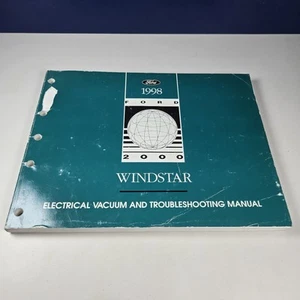 Ford
1998
FORD
2000
WINDSTAR
ELECTRICAL VACUUM AND TROUBLESHOOTING MANUAL